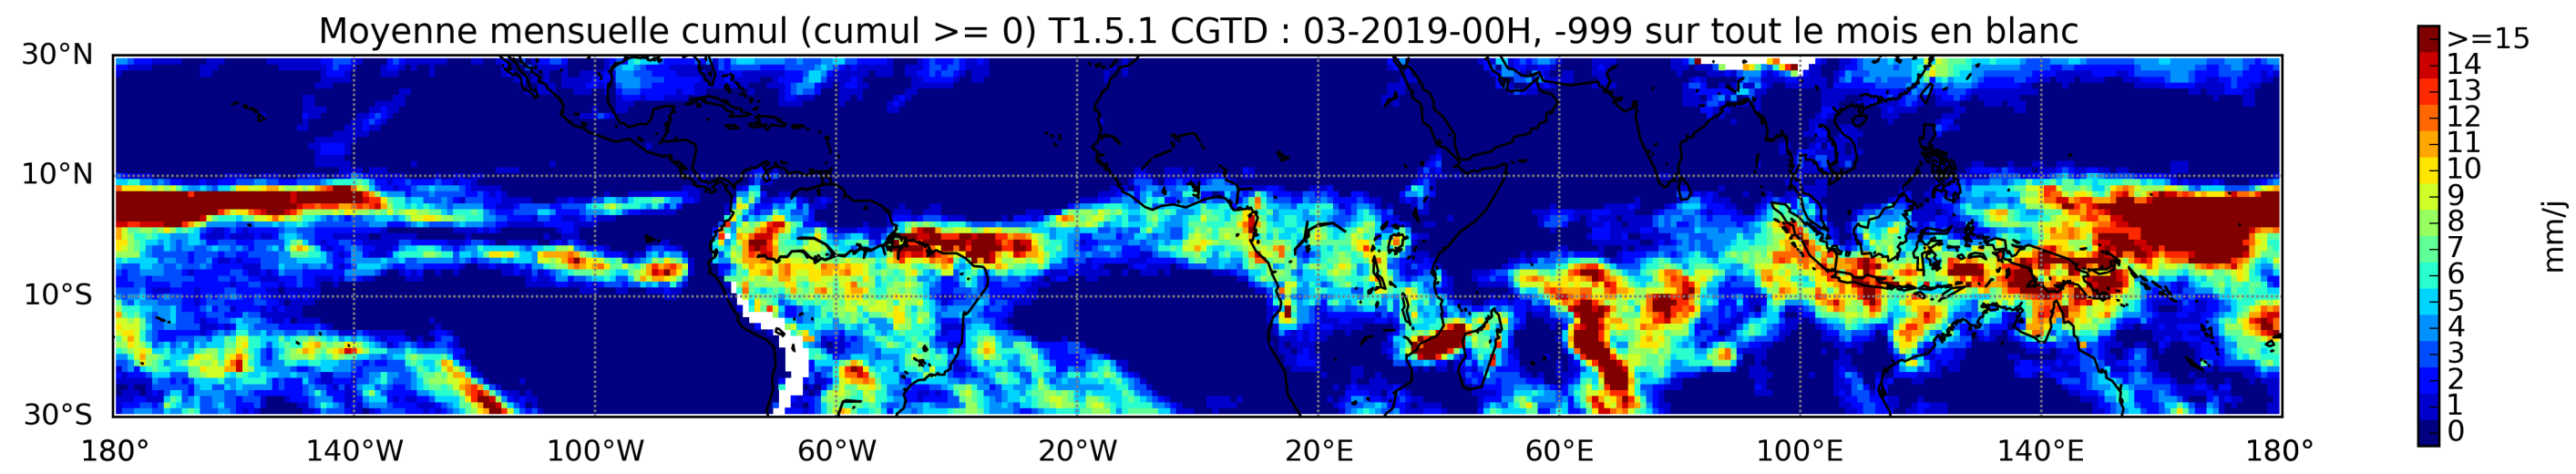 Moyenne mensuelle cumul (cumul >= 0) T1.5.1 CGTD : 03-2019-00H, -999 sur tout le mois en blanc
30°N
10°N
10°S
30°S
180° 140°W 100°W 60°W 20°W 20°E 60°E 100°E 140°E 180°
>=15
14
13
12
11
10
9
8
7
6
5
4
3
2
1
0
mm/j